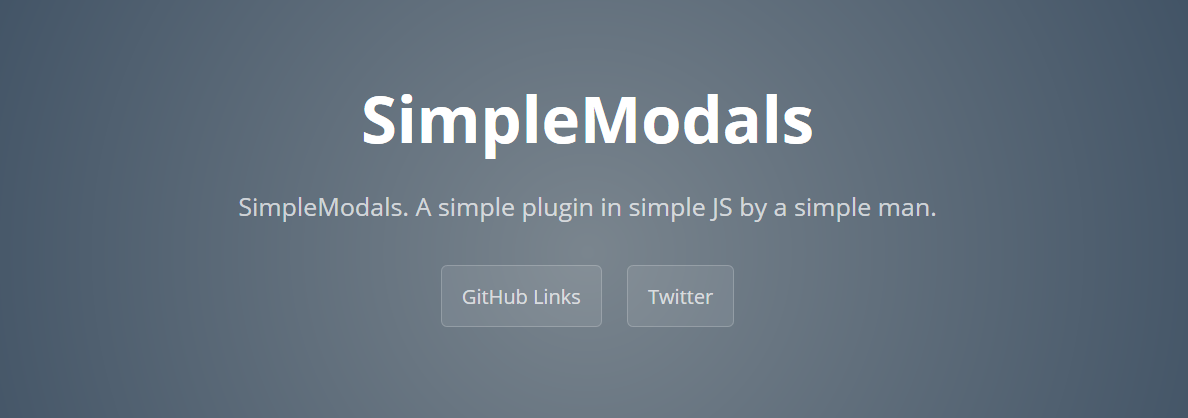 SimpleModals
SimpleModals. A simple plugin in simple JS by a simple man.
GitHub Links
Twitter